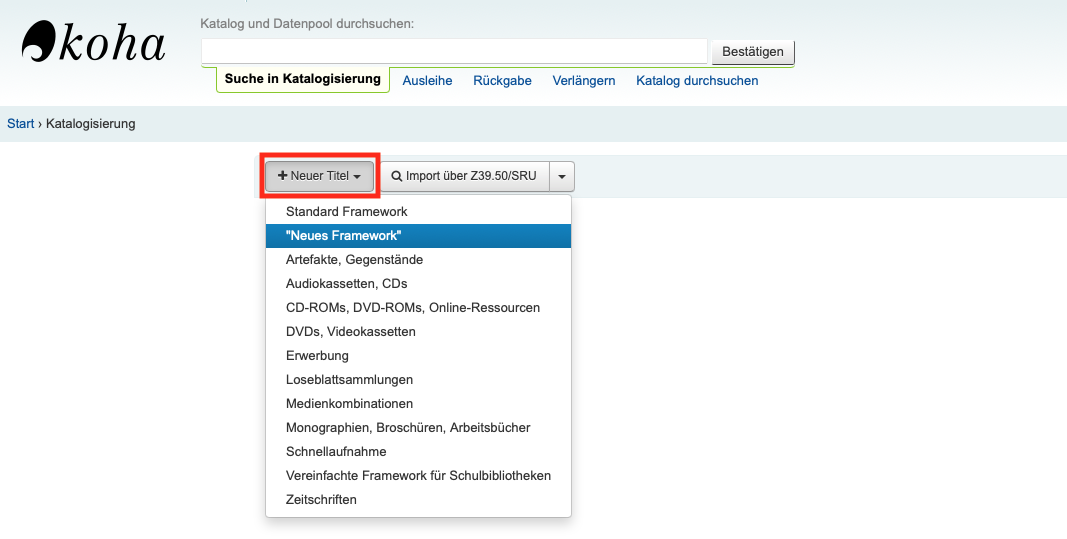 koha
Katalog und Datenpool durchsuchen:
Bestätigen
Suche in Katalogisierung Ausleihe Rückgabe Verlängern Katalog durchsuchen
Start › Katalogisierung
+ Neuer Titel Import über Z39.50/SRU
Standard Framework
"Neues Framework"
Artefakte, Gegenstände
Audiokassetten, CDs
CD-ROMs, DVD-ROMs, Online-Ressourcen
DVDs, Videokassetten
Erwerbung
Loseblattsammlungen
Medienkombinationen
Monographien, Broschüren, Arbeitsbücher
Schnellaufnahme
Vereinfachte Framework für Schulbibliotheken
Zeitschriften